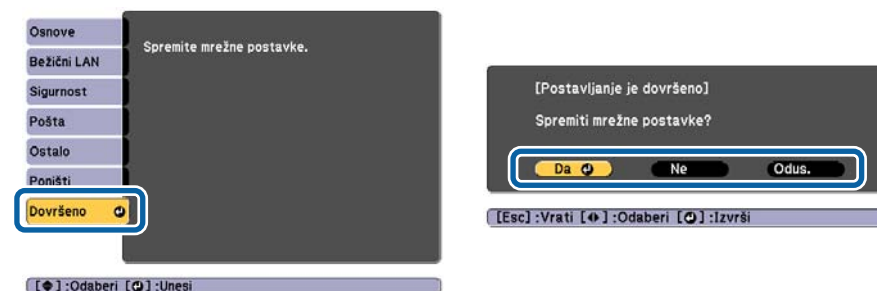 Osnove
Bežični LAN
Sigurnost
Pošta
Ostalo
Poništi
Dovršeno
Spremite mrežne postavke.
[◆] :Odaberi [↵] :Unesi
[Postavljanje je dovršeno]
Spremiti mrežne postavke?
Da ↵ Ne Odus.
[Esc] :Vrati [◆] :Odaberi [↵] :Izvrši